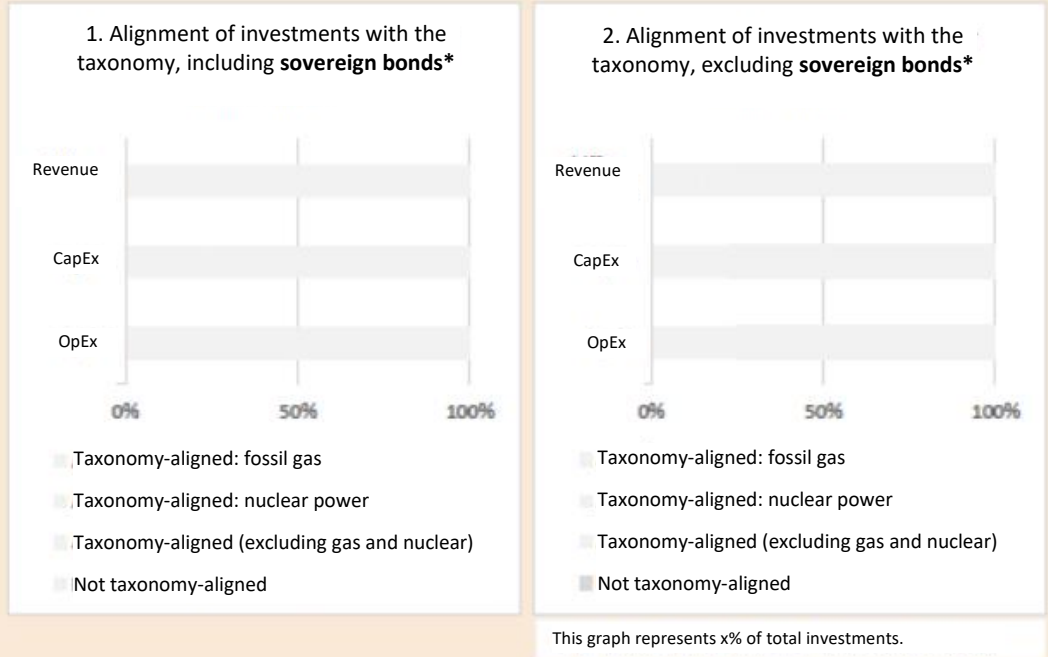 1. Alignment of investments with the
taxonomy, including sovereign bonds*
Revenue
CapEx
OpEx
0% 50% 100%
Taxonomy-aligned: fossil gas
Taxonomy-aligned: nuclear power
Taxonomy-aligned (excluding gas and nuclear)
Not taxonomy-aligned
2. Alignment of investments with the
taxonomy, excluding sovereign bonds*
Revenue
CapEx
OpEx
0% 50% 100%
Taxonomy-aligned: fossil gas
Taxonomy-aligned: nuclear power
Taxonomy-aligned (excluding gas and nuclear)
Not taxonomy-aligned
This graph represents x% of total investments.